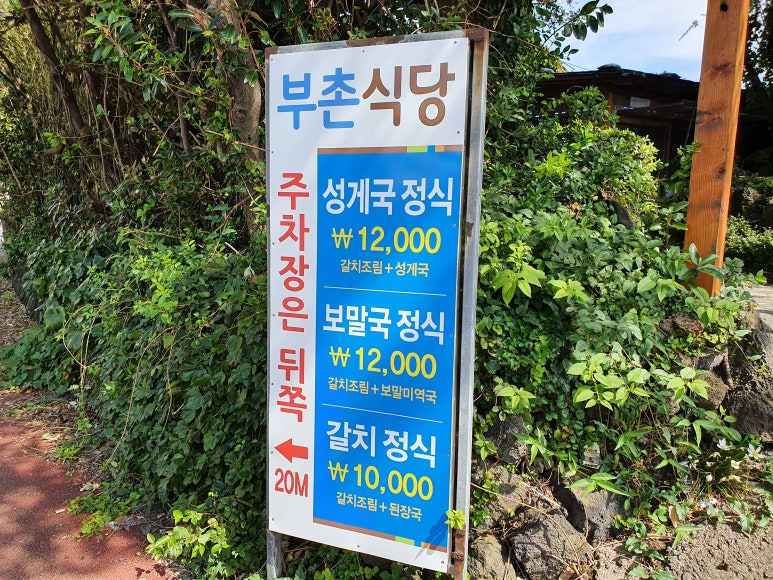 부촌식당
주차장은 뒤쪽
← 20M
성게국 정식
₩12,000
갈치조림+성게국
보말국 정식
₩12,000
갈치조림+보말미역국
갈치 정식
₩10,000
갈치조림+된장국